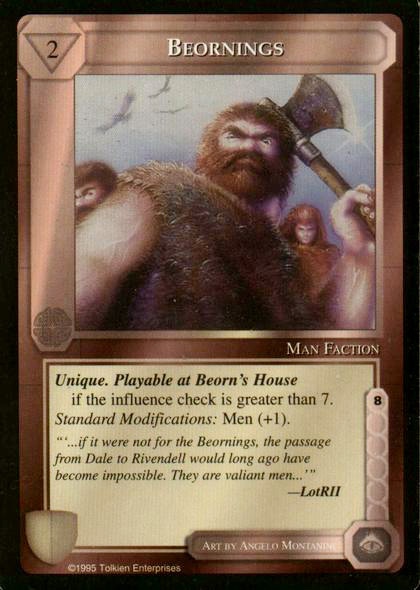 2
BEORNINGS
MAN FACTION
Unique. Playable at Beorn's House
if the influence check is greater than 7.
Standard Modifications: Men (+1).
"'...if it were not for the Beornings, the passage
from Dale to Rivendell would long ago have
become impossible. They are valiant men...'"
—LotRII
8
ART BY ANGELO MONTANINI
©1995 Tolkien Enterprises